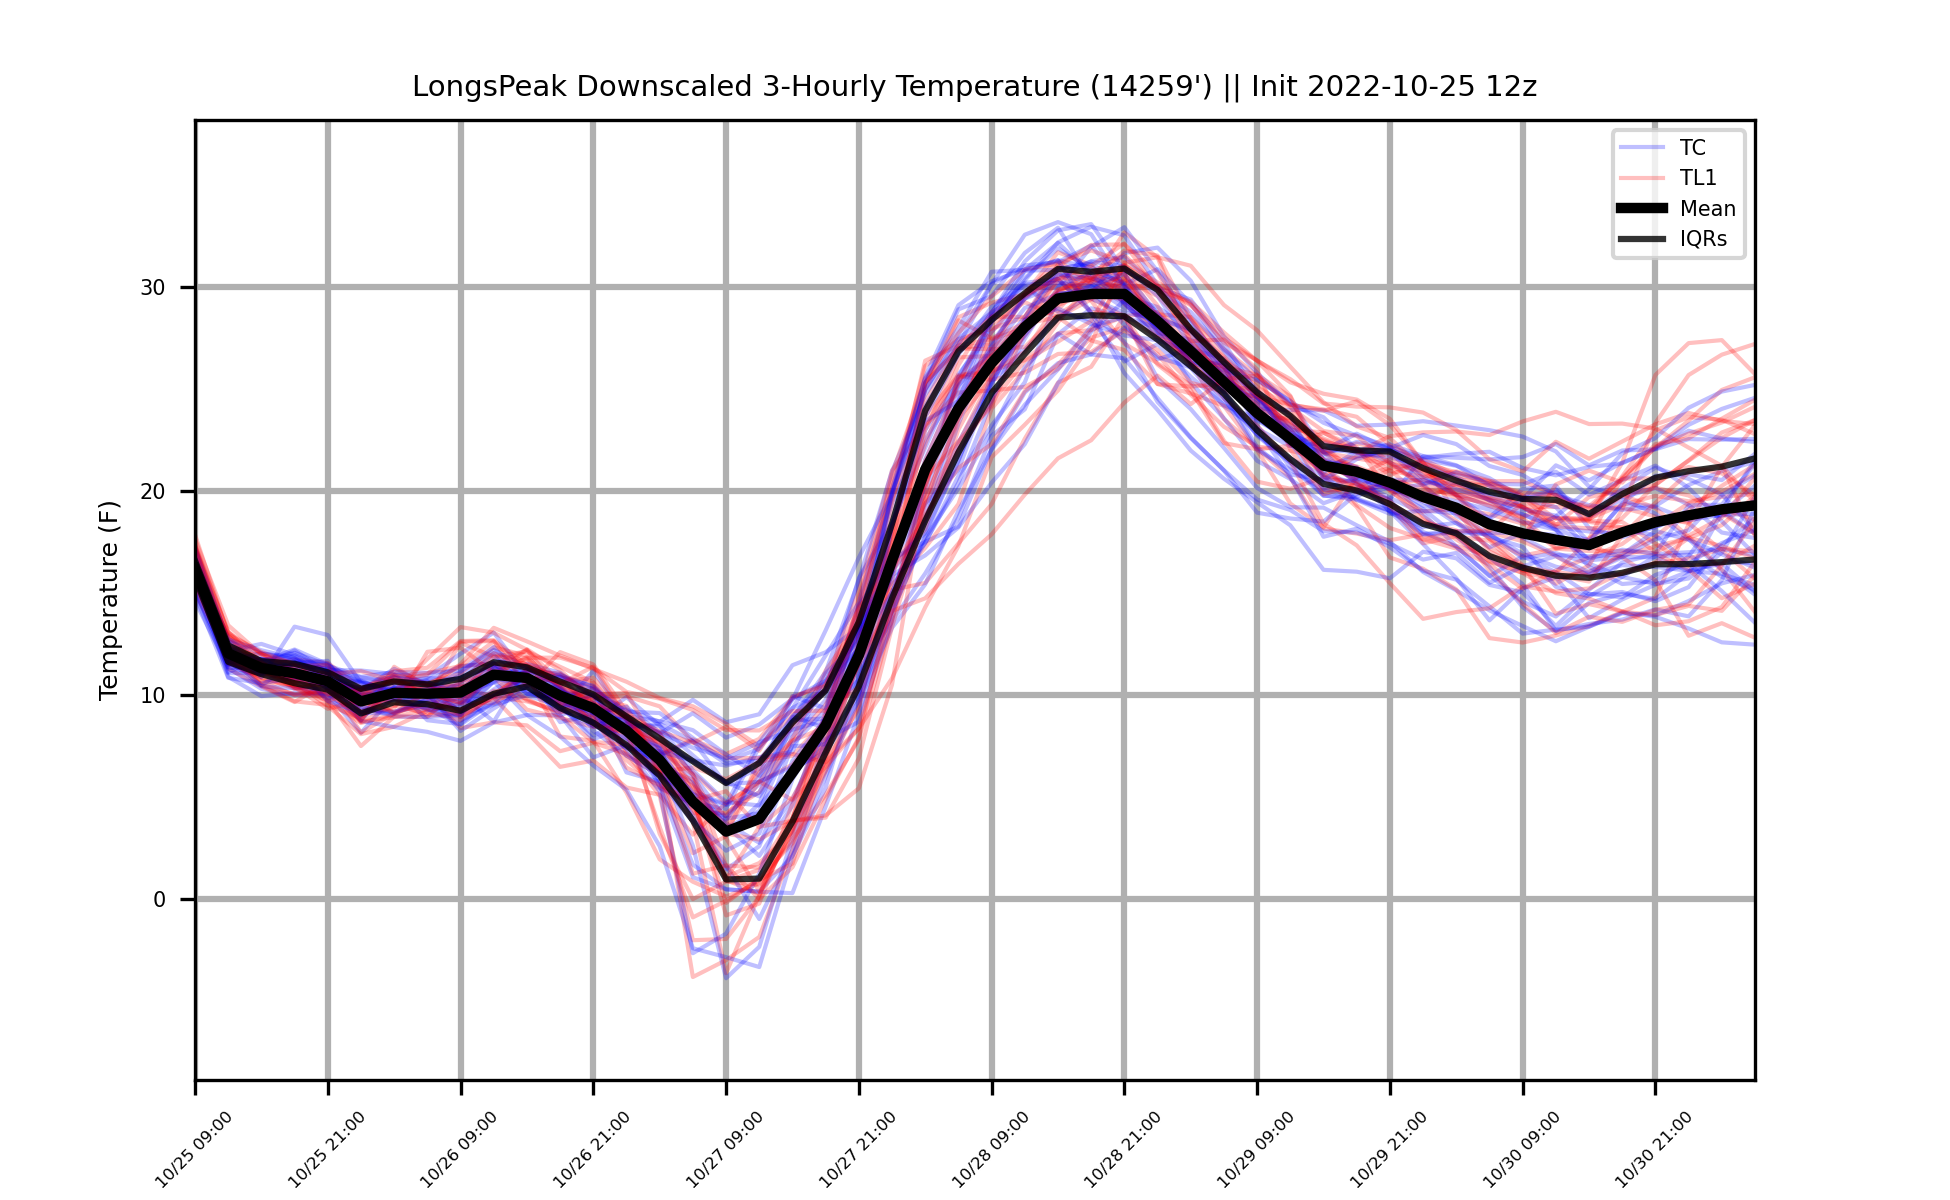 LongsPeak Downscaled 3-Hourly Temperature (14259') || Init 2022-10-25 12z
TC
TL1
Mean
IQRs
Temperature (F)
30
20
10
0
10/25 09:00
10/25 21:00
10/26 09:00
10/26 21:00
10/27 09:00
10/27 21:00
10/28 09:00
10/28 21:00
10/29 09:00
10/29 21:00
10/30 09:00
10/30 21:00